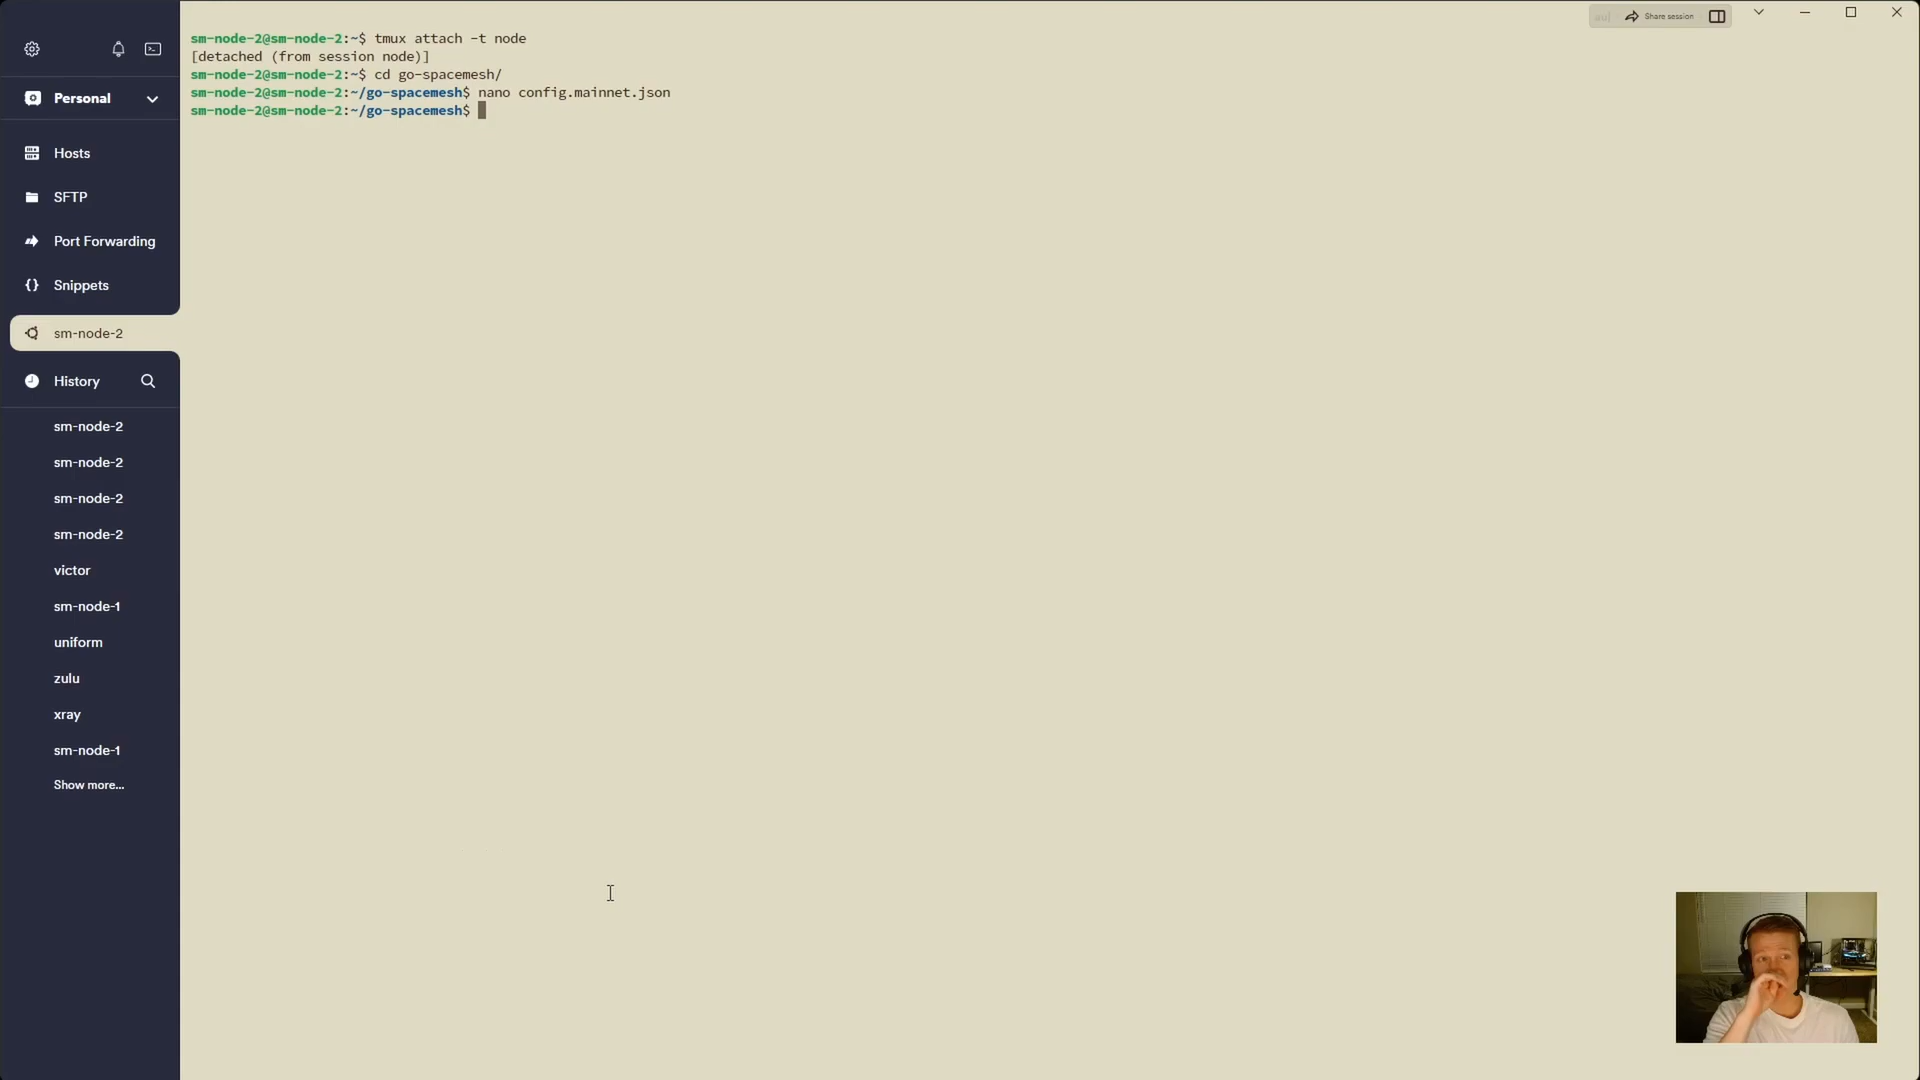 Share session
sm-node-2@sm-node-2:~$ tmux attach -t node
[detached (from session node)]
sm-node-2@sm-node-2:~$ cd go-spacemesh/
sm-node-2@sm-node-2:~/go-spacemesh$ nano config.mainnet.json
sm-node-2@sm-node-2:~/go-spacemesh$
Personal
Hosts
SFTP
Port Forwarding
Snippets
sm-node-2
History
sm-node-2
sm-node-2
sm-node-2
sm-node-2
victor
sm-node-1
uniform
zulu
xray
sm-node-1
Show more...